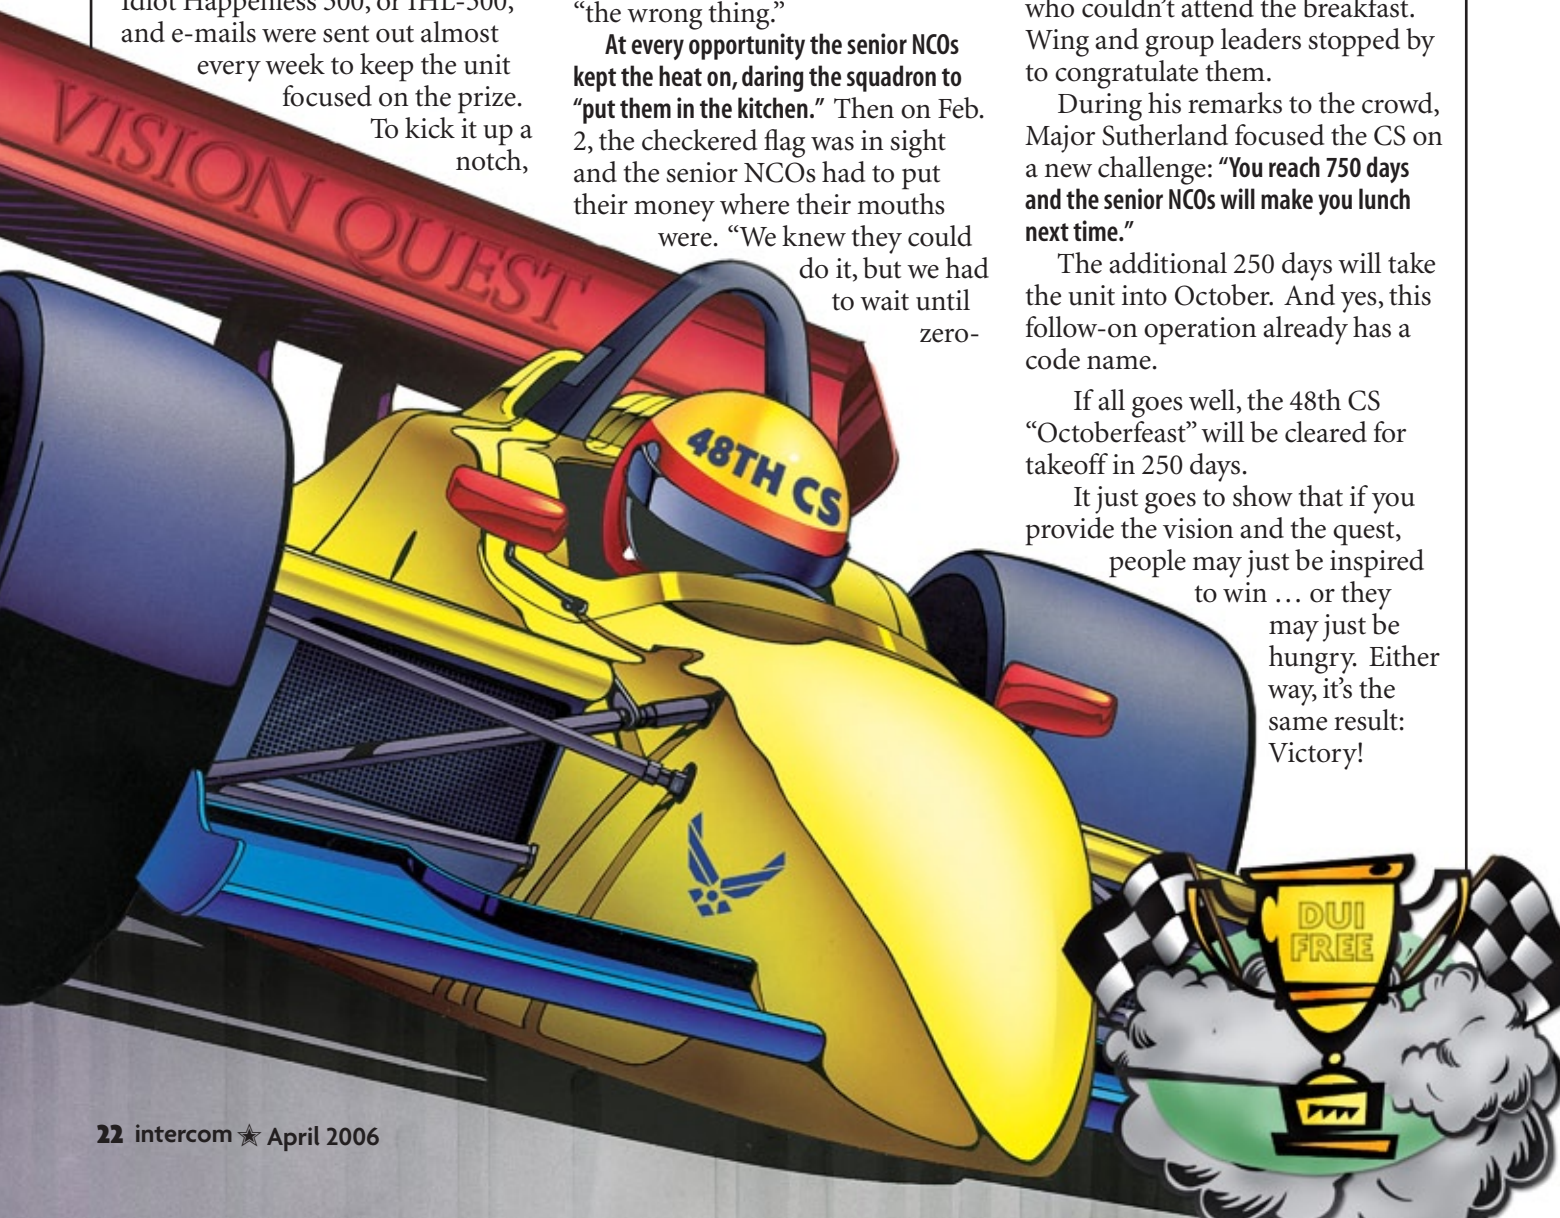 Idiot Happenless 500, or IHL-500,
and e-mails were sent out almost
every week to keep the unit
focused on the prize.
To kick it up a
notch,
“the wrong thing.”
At every opportunity the senior NCOs
kept the heat on, daring the squadron to
“put them in the kitchen.” Then on Feb.
2, the checkered flag was in sight
and the senior NCOs had to put
their money where their mouths
were. “We knew they could
do it, but we had
to wait until
zero-
who couldn’t attend the breakfast.
Wing and group leaders stopped by
to congratulate them.
During his remarks to the crowd,
Major Sutherland focused the CS on
a new challenge: “You reach 750 days
and the senior NCOs will make you lunch
next time.”
The additional 250 days will take
the unit into October. And yes, this
follow-on operation already has a
code name.
If all goes well, the 48th CS
“Octoberfeast” will be cleared for
takeoff in 250 days.
It just goes to show that if you
provide the vision and the quest,
people may just be inspired
to win … or they
may just be
hungry. Either
way, it’s the
same result:
Victory!
VISION QUEST
48TH CS
DUI
FREE
22 intercom April 2006